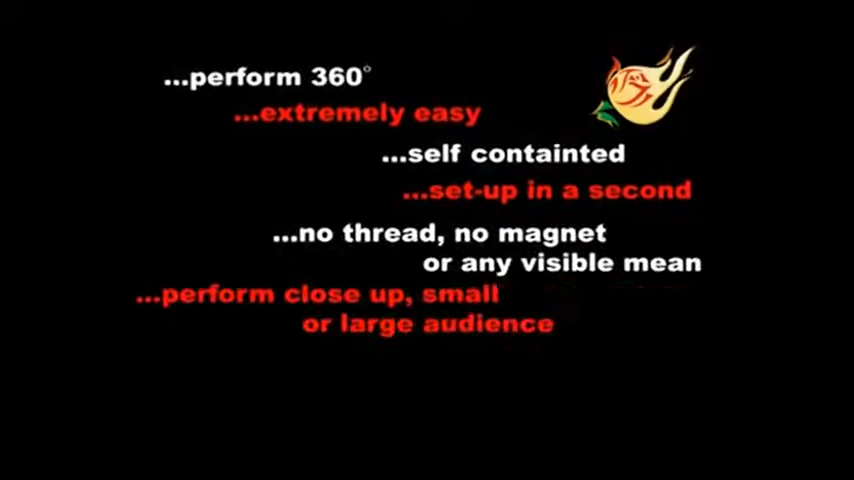 ...perform 360°
...extremely easy
...self containted
...set-up in a second
...no thread, no magnet
or any visible mean
...perform close up, small
or large audience